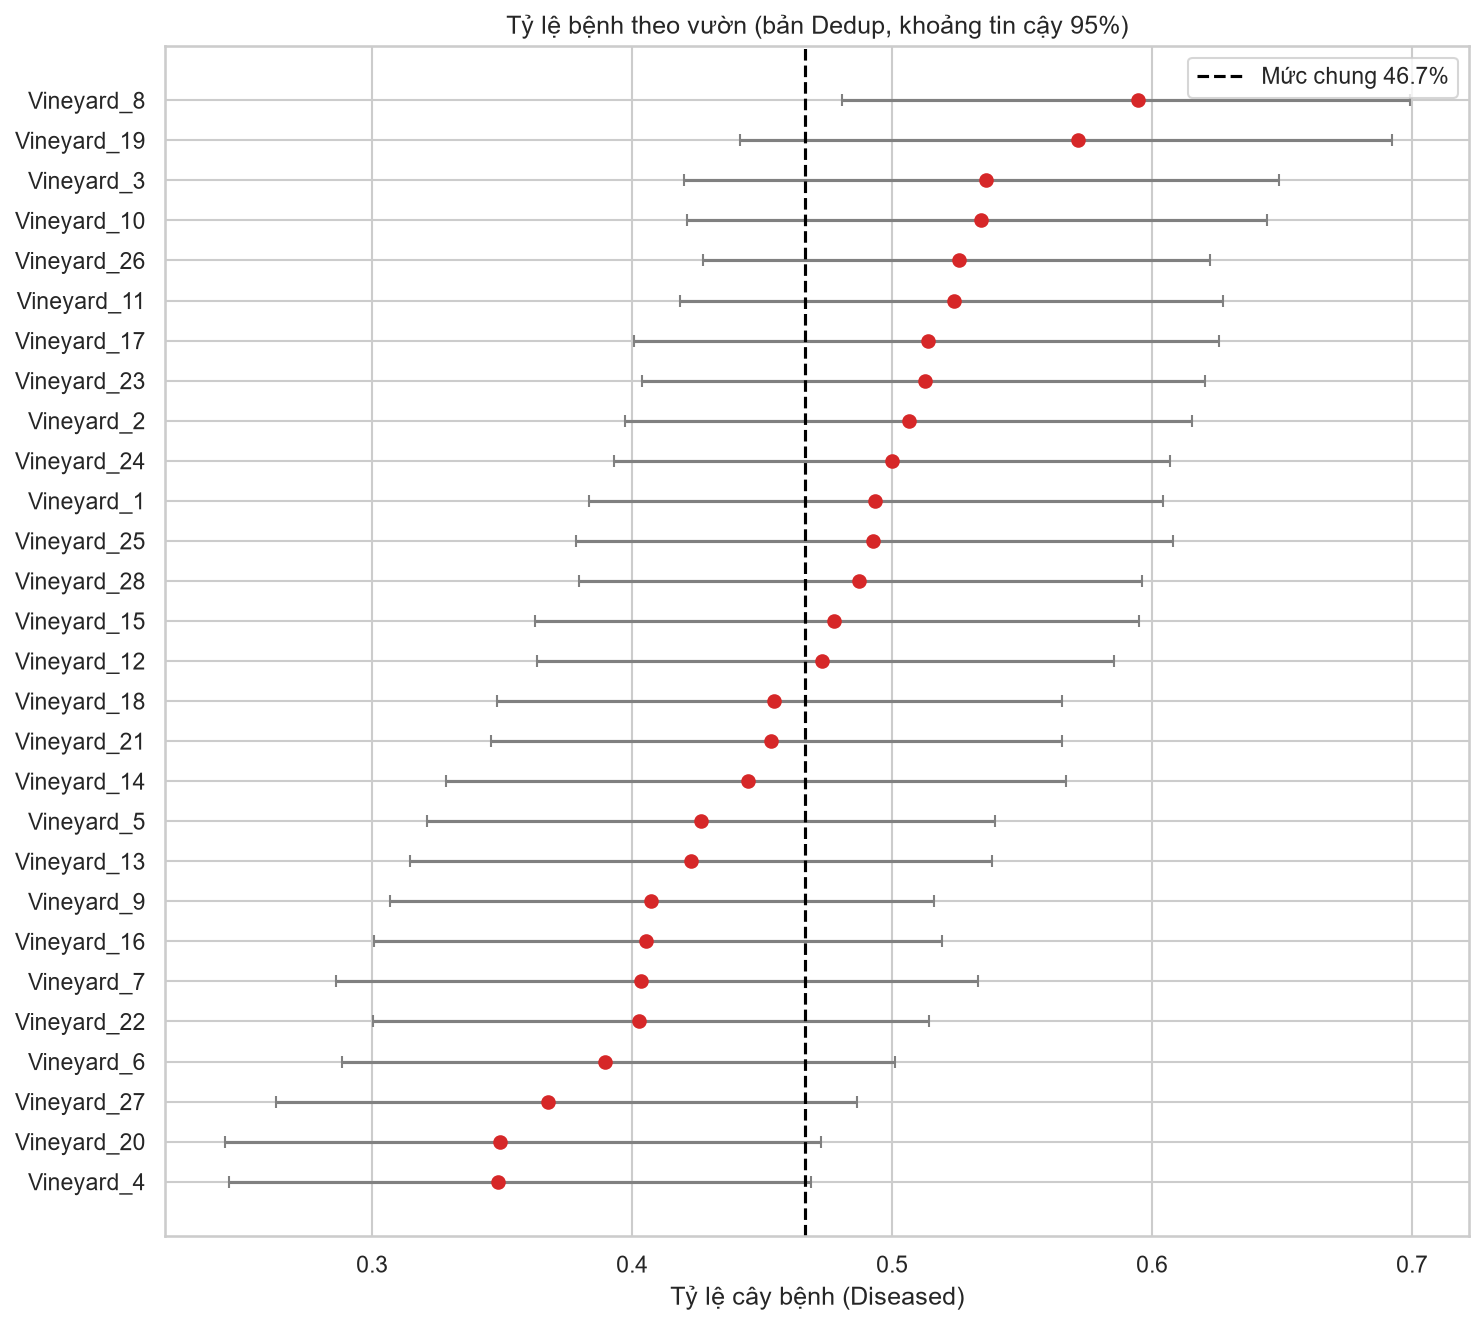 Tỷ lệ bệnh theo vườn (bản Dedup, khoảng tin cậy 95%)
Mức chung 46.7%
Vineyard_8
Vineyard_19
Vineyard_3
Vineyard_10
Vineyard_26
Vineyard_11
Vineyard_17
Vineyard_23
Vineyard_2
Vineyard_24
Vineyard_1
Vineyard_25
Vineyard_28
Vineyard_15
Vineyard_12
Vineyard_18
Vineyard_21
Vineyard_14
Vineyard_5
Vineyard_13
Vineyard_9
Vineyard_16
Vineyard_7
Vineyard_22
Vineyard_6
Vineyard_27
Vineyard_20
Vineyard_4
0.3 0.4 0.5 0.6 0.7
Tỷ lệ cây bệnh (Diseased)